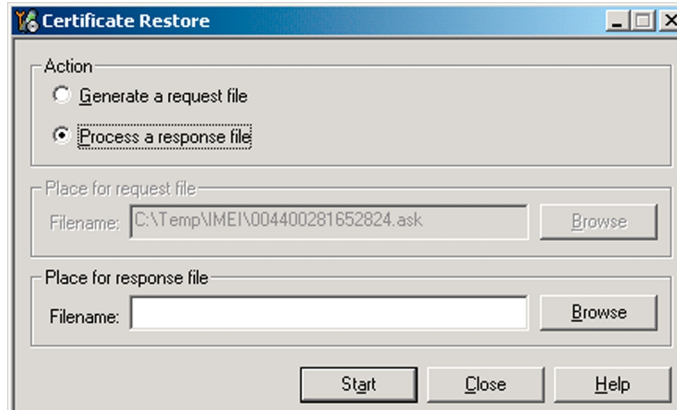 Certificate Restore
Action
Generate a request file
Process a response file
Place for request file
Filename: C:\Temp\IMEI\004400281652824.ask Browse
Place for response file
Filename: Browse
Start Close Help